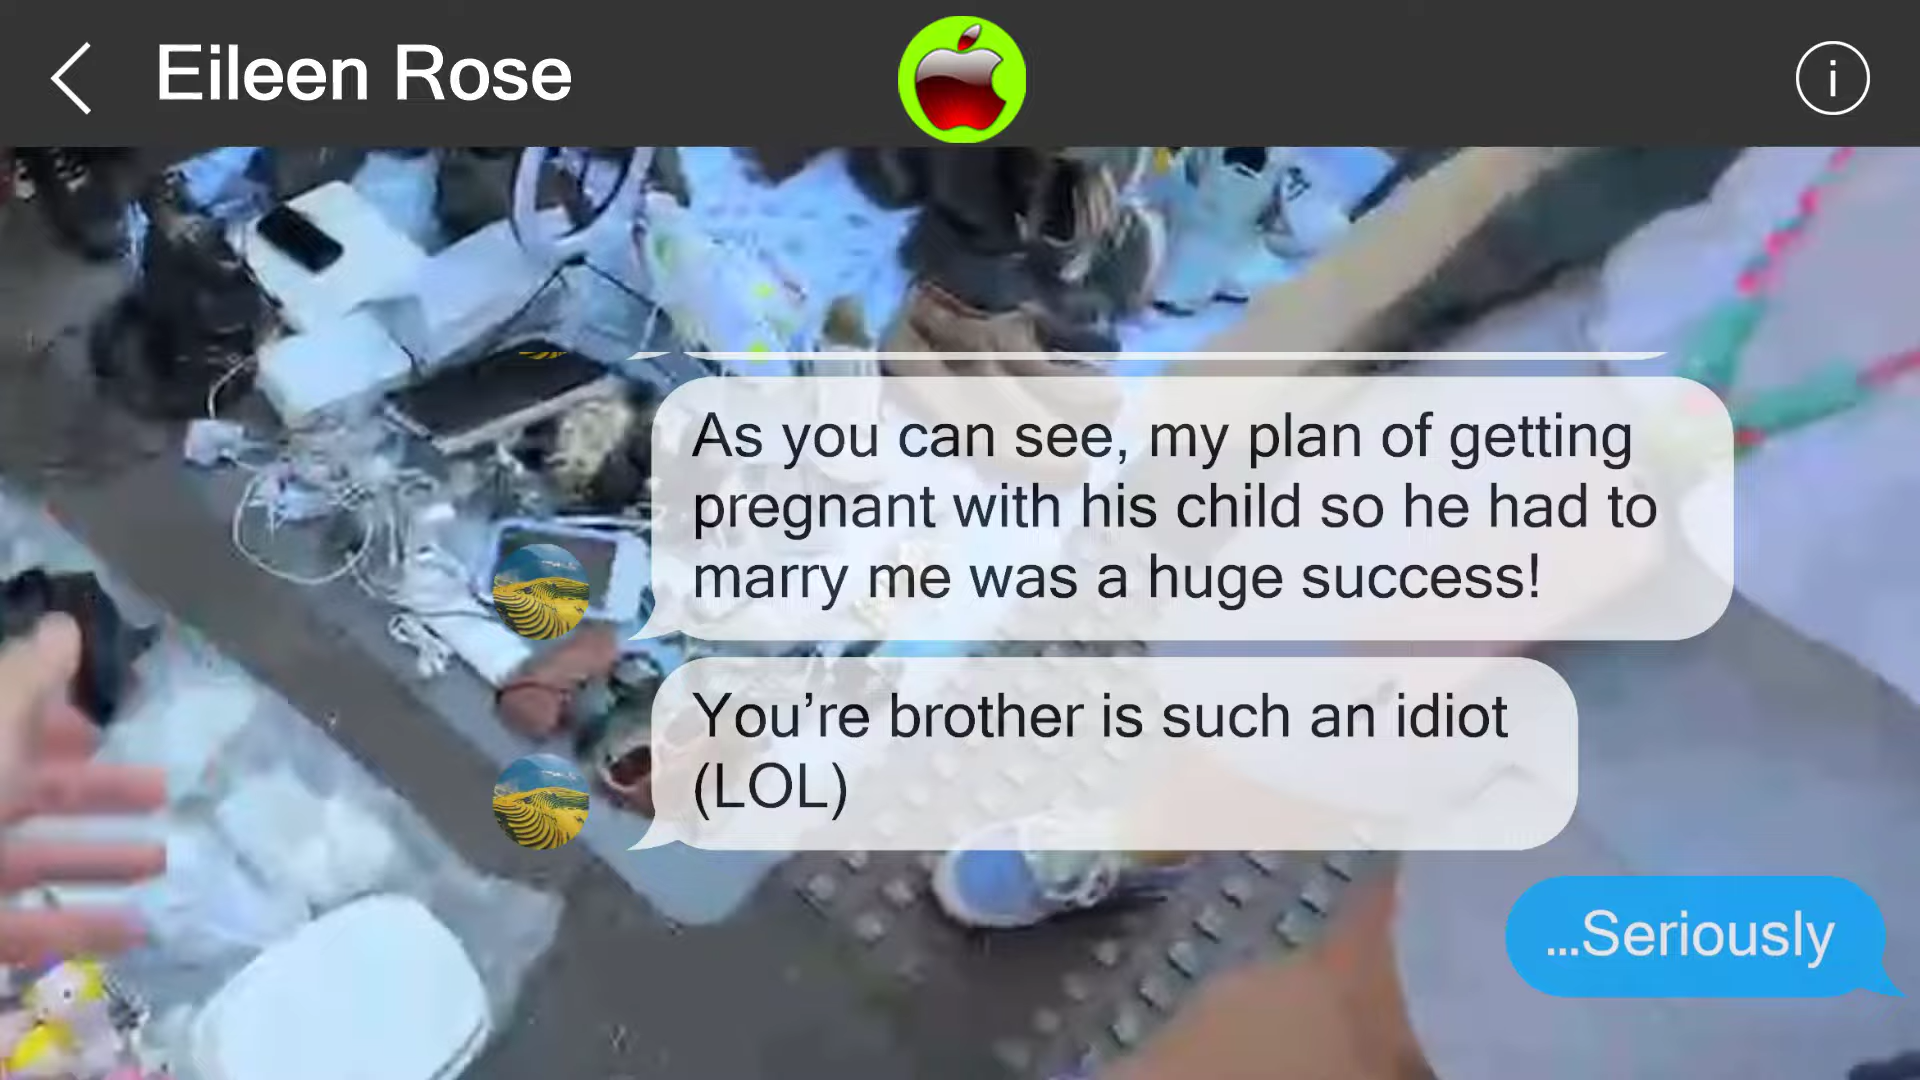 Eileen Rose
i
As you can see, my plan of getting
pregnant with his child so he had to
marry me was a huge success!
You’re brother is such an idiot
(LOL)
...Seriously